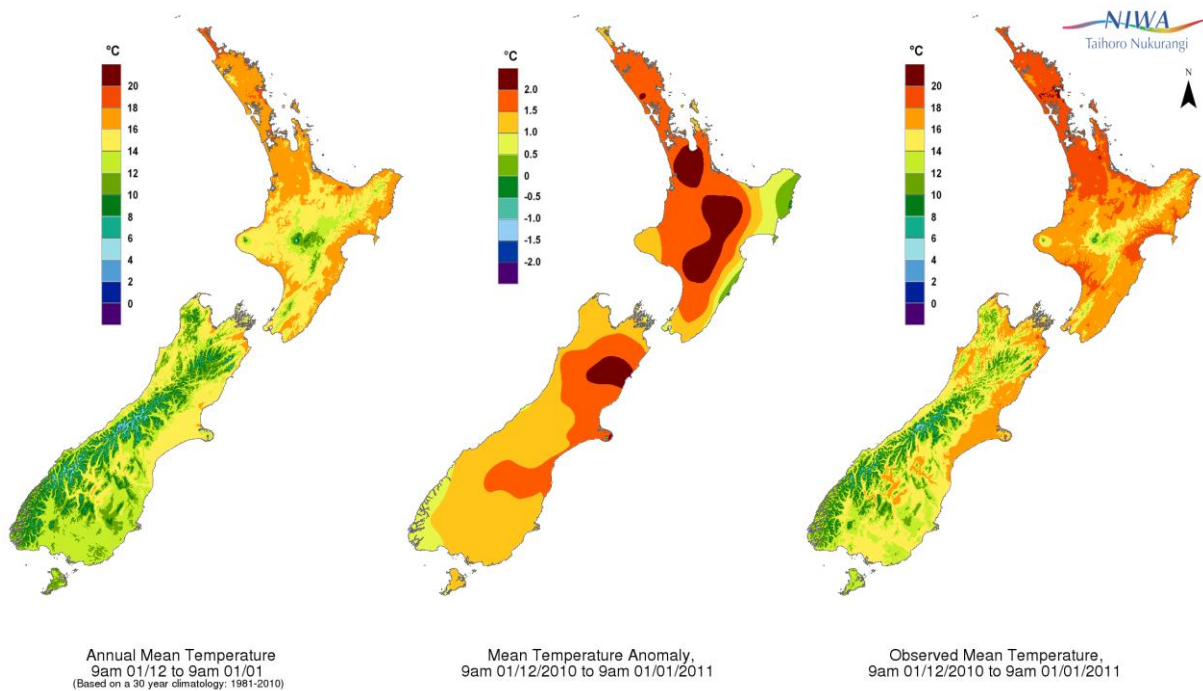 NIWA
Taihoro Nukurangi
N
°C
20
18
16
14
12
10
8
6
4
2
0
°C
2.0
1.5
1.0
0.5
0
-0.5
-1.0
-1.5
-2.0
°C
20
18
16
14
12
10
8
6
4
2
0
Annual Mean Temperature
9am 01/12 to 9am 01/01
(Based on a 30 year climatology: 1981-2010)
Mean Temperature Anomaly,
9am 01/12/2010 to 9am 01/01/2011
Observed Mean Temperature,
9am 01/12/2010 to 9am 01/01/2011